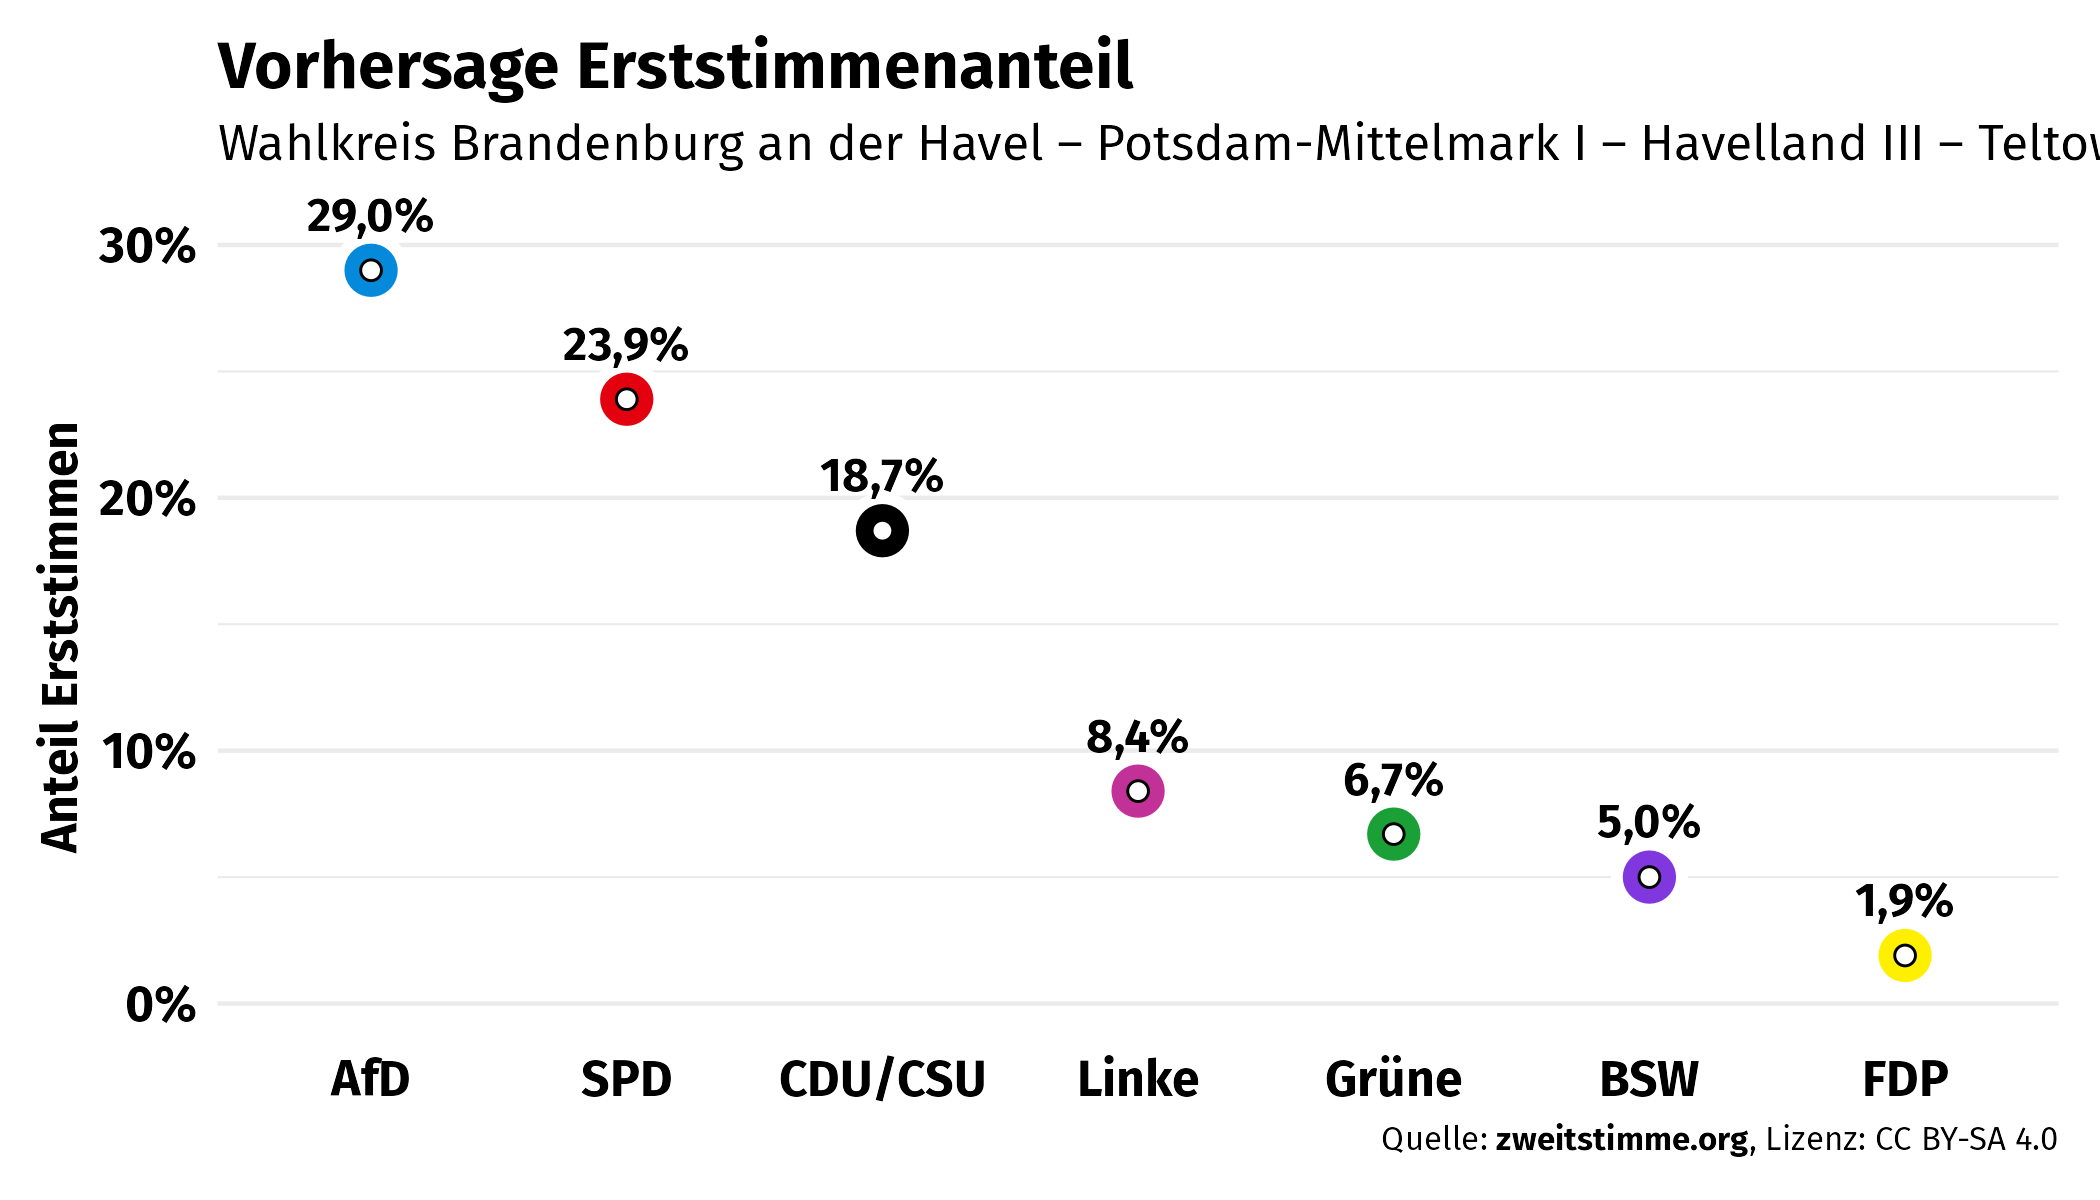 Vorhersage Erststimmenanteil
Wahlkreis Brandenburg an der Havel – Potsdam-Mittelmark I – Havelland III –
29,0%
30%
23,9%
18,7%
20%
Anteil Erststimmen
8,4%
10%
6,7%
5,0%
1,9%
0%
AfD SPD CDU/CSU Linke Grüne BSW FDP
Quelle: zweitstimme.org, Lizenz: CC BY-SA 4.0